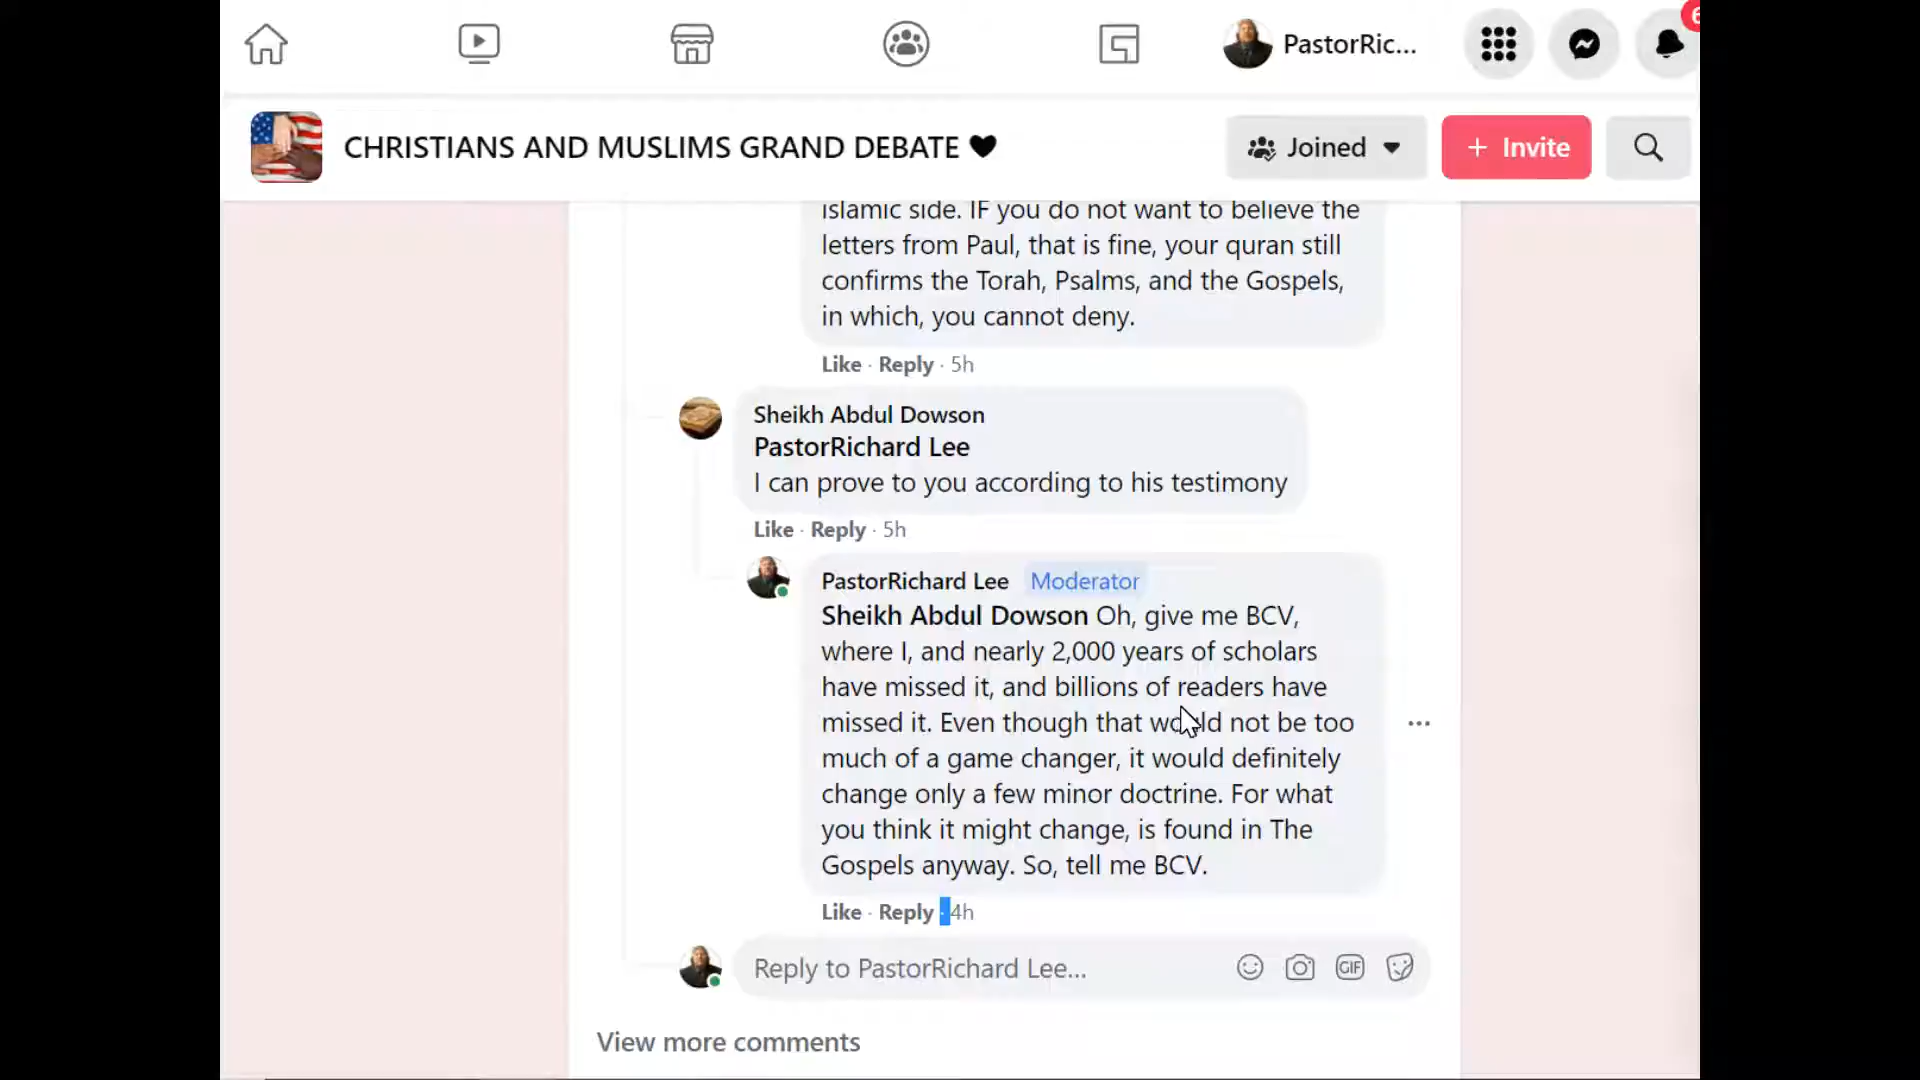 PastorRic...
6
CHRISTIANS AND MUSLIMS GRAND DEBATE 🖤
Joined
+ Invite
islamic side. IF you do not want to believe the
letters from Paul, that is fine, your quran still
confirms the Torah, Psalms, and the Gospels,
in which, you cannot deny.
Like · Reply · 5h
Sheikh Abdul Dowson
PastorRichard Lee
I can prove to you according to his testimony
Like · Reply · 5h
PastorRichard Lee Moderator
Sheikh Abdul Dowson Oh, give me BCV,
where I, and nearly 2,000 years of scholars
have missed it, and billions of readers have
missed it. Even though that would not be too
much of a game changer, it would definitely
change only a few minor doctrine. For what
you think it might change, is found in The
Gospels anyway. So, tell me BCV.
Like · Reply · 4h
Reply to PastorRichard Lee...
GIF
View more comments